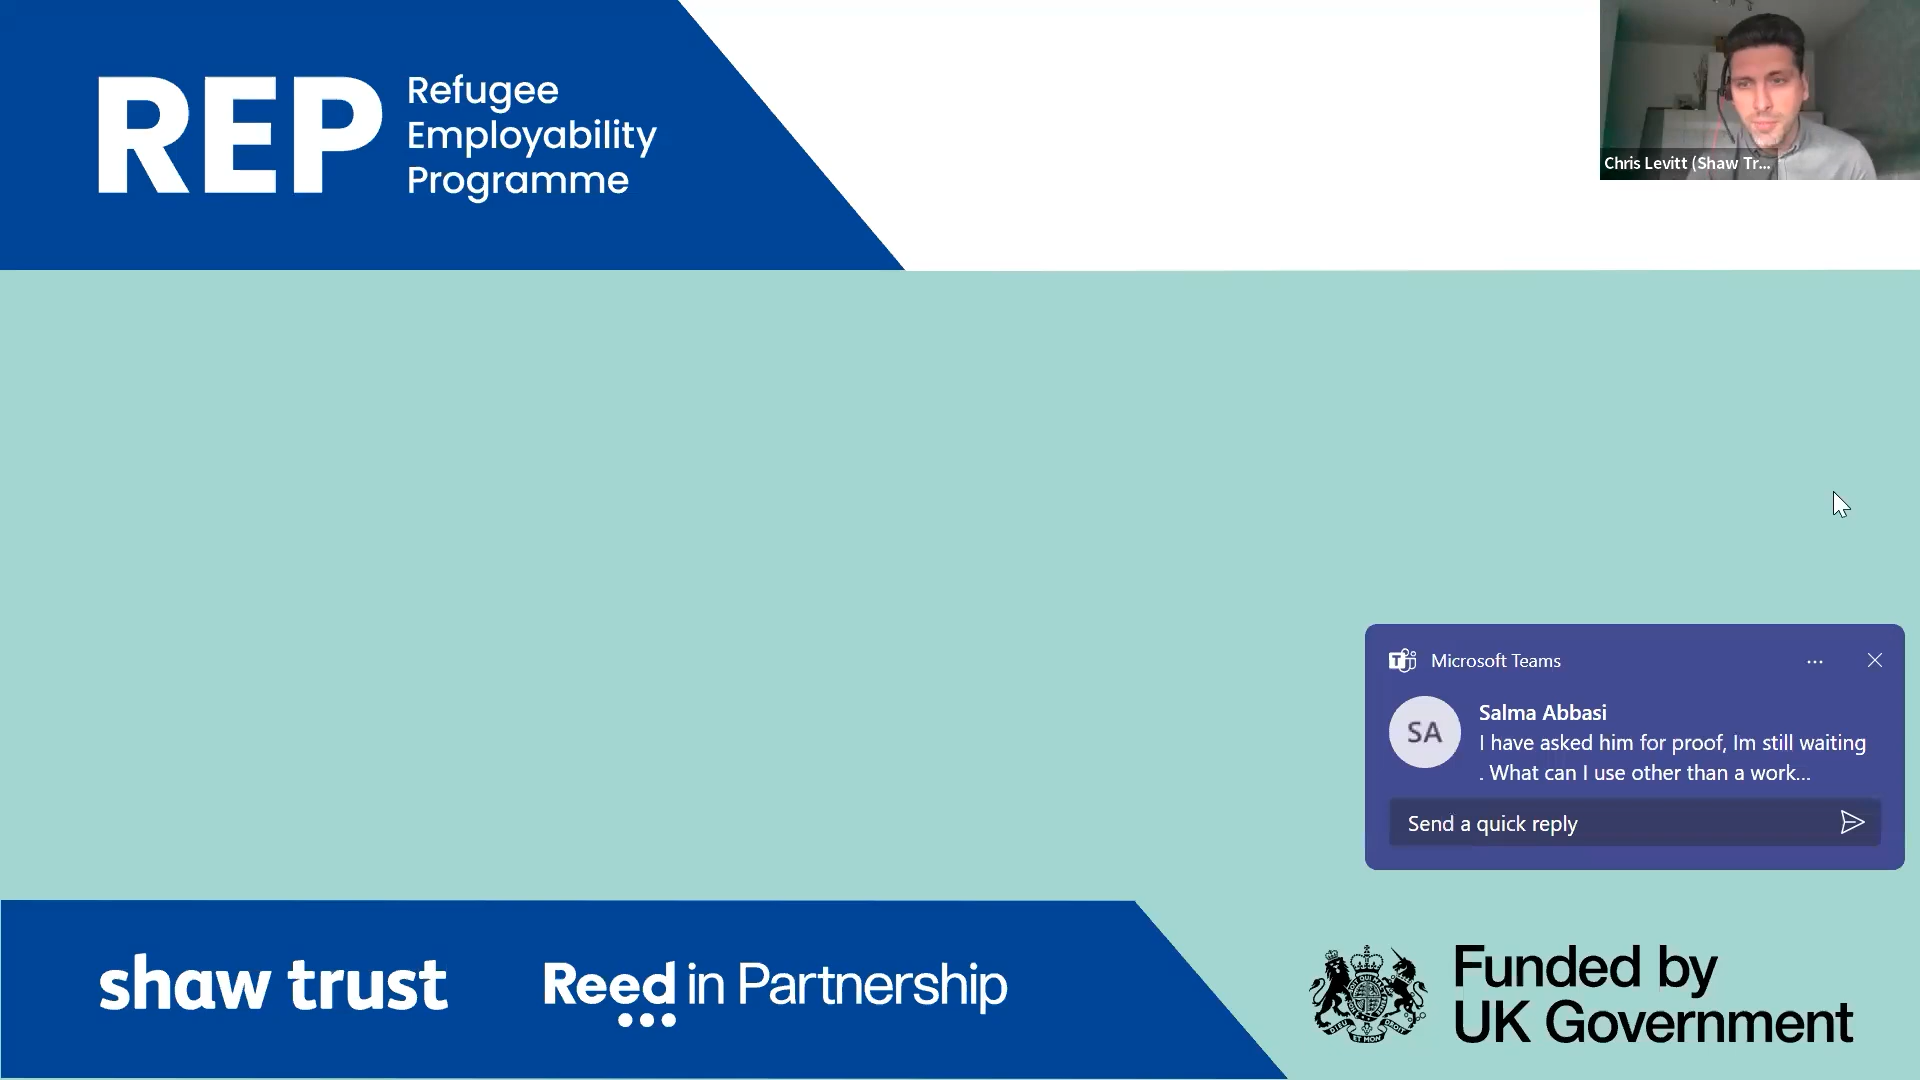 REP
Refugee
Employability
Programme
Chris Levitt (Shaw Tr...
Microsoft Teams
SA
Salma Abbasi
I have asked him for proof, Im still waiting
. What can I use other than a work...
Send a quick reply
shaw trust
Reed in Partnership
Funded by
UK Government